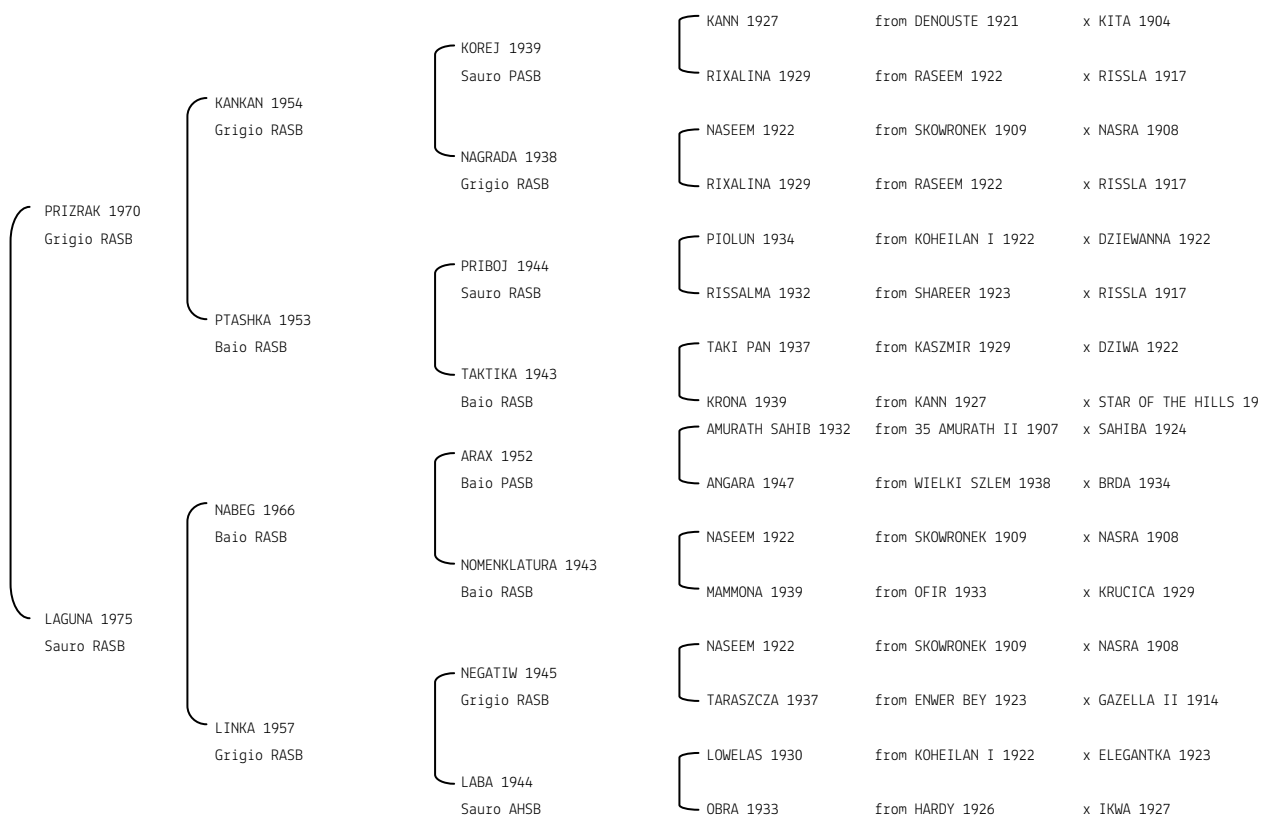 KANN 1927 from DENOUSTE 1921 x KITA 1904
KOREJ 1939
Sauro PASB RIXALINA 1929 from RASEEM 1922 x RISSLA 1917
KANKAN 1954
Grigio RASB NASEEM 1922 from SKOWRONEK 1909 x NASRA 1908
NAGRADA 1938
Grigio RASB RIXALINA 1929 from RASEEM 1922 x RISSLA 1917
PRIZRAK 1970
Grigio RASB PIOLUN 1934 from KOHEILAN I 1922 x DZIEWANNA 1922
PRIBOJ 1944
Sauro RASB RISSALMA 1932 from SHAREER 1923 x RISSLA 1917
PTASHKA 1953
Baio RASB TAKI PAN 1937 from KASZMIR 1929 x DZIWA 1922
TAKTIKA 1943
Baio RASB KRONA 1939 from KANN 1927 x STAR OF THE HILLS 19
AMURATH SAHIB 1932 from 35 AMURATH II 1907 x SAHIBA 1924
ARAX 1952
Baio PASB ANGARA 1947 from WIELKI SZLEM 1938 x BRDA 1934
NABEG 1966
Baio RASB NASEEM 1922 from SKOWRONEK 1909 x NASRA 1908
NOMENKLATURA 1943
Baio RASB MAMMONA 1939 from OFIR 1933 x KRUCICA 1929
LAGUNA 1975
Sauro RASB NASEEM 1922 from SKOWRONEK 1909 x NASRA 1908
NEGATIW 1945
Grigio RASB TARASZCZA 1937 from ENWER BEY 1923 x GAZELLA II 1914
LINKA 1957
Grigio RASB LOWELAS 1930 from KOHEILAN I 1922 x ELEGANTKA 1923
LABA 1944
Sauro AHSB OBRA 1933 from HARDY 1926 x IKWA 1927